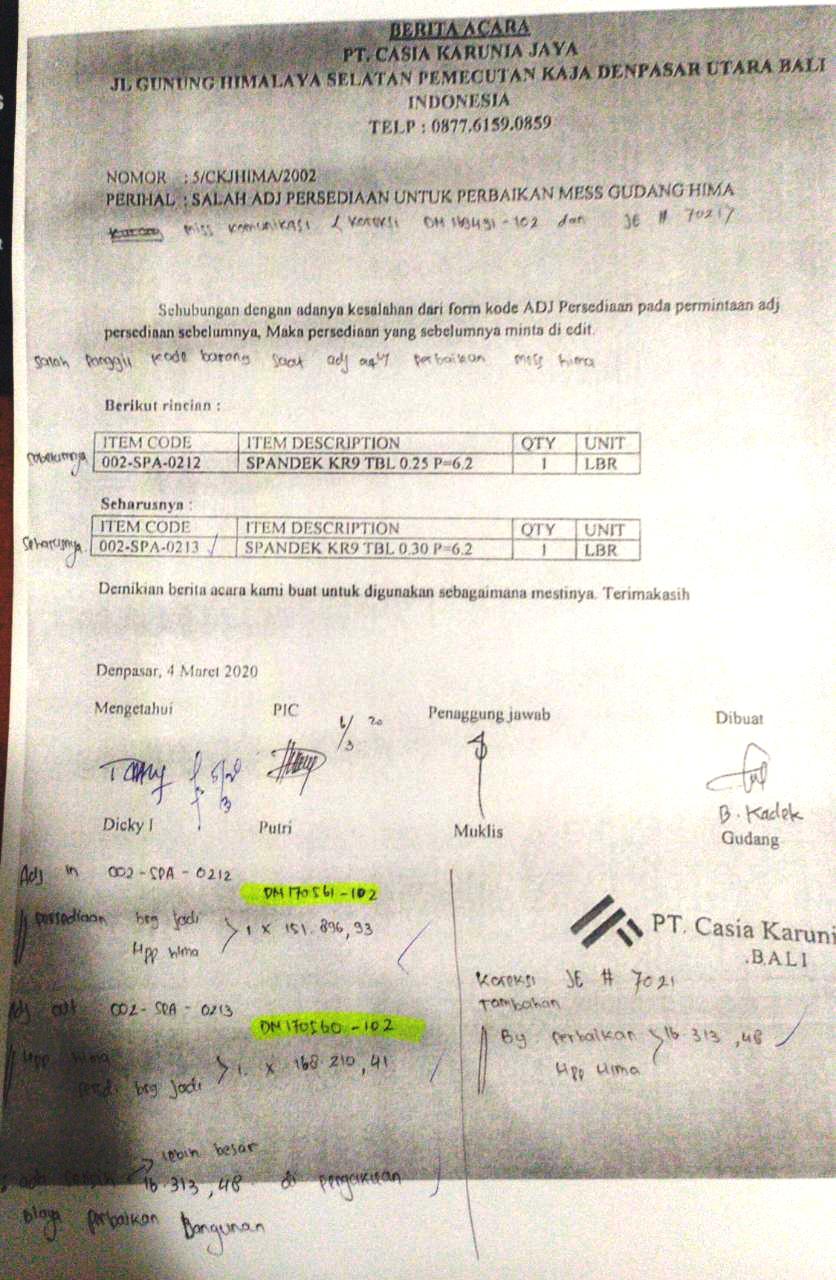 BERITA ACARA
PT. CASIA KARUNIA JAYA
JL GUNUNG HIMALAYA SELATAN PEMECUTAN KAJA DENPASAR UTARA BALI
INDONESIA
TELP : 0877.6159.0859
NOMOR : 5/CKJHIMA/2002
PERIHAL : SALAH ADJ PERSEDIAAN UNTUK PERBAIKAN MESS GUDANG HIMA
miss komunikasi & koreksi DM 169491-102 dan JE # 70217
Sehubungan dengan adanya kesalahan dari form kode ADJ Persediaan pada permintaan adj
persediaan sebelumnya, Maka persediaan yang sebelumnya minta di edit.
salah panggil kode barang saat adj perbaikan mess hima
Berikut rincian :
sebelumnya
ITEM CODE ITEM DESCRIPTION QTY UNIT
002-SPA-0212 SPANDEK KR9 TBL 0.25 P=6.2 1 LBR
Seharusnya :
ITEM CODE ITEM DESCRIPTION QTY UNIT
seharusnya 002-SPA-0213 SPANDEK KR9 TBL 0.30 P=6.2 1 LBR
Demikian berita acara kami buat untuk digunakan sebagaimana mestinya. Terimakasih
Denpasar, 4 Maret 2020
Mengetahui PIC Penaggung jawab Dibuat
6/3 20
B. Kadek
Dicky I Putri Muklis Gudang
Adj in 002-SPA-0212
DM170561-102
persediaan brg jadi
Hpp hima
1 x 151.896,93
PT. Casia Karuni
BALI
Adj out 002-SPA-0213
DM170560-102
Hpp hima
brg jadi
1. x 168.210,41
Koreksi JE # 7021
Tambahan
By perbaikan 16.313,48
Hpp Hima
lebih besar
16.313,48 di pengakuan
biaya perbaikan Bangunan